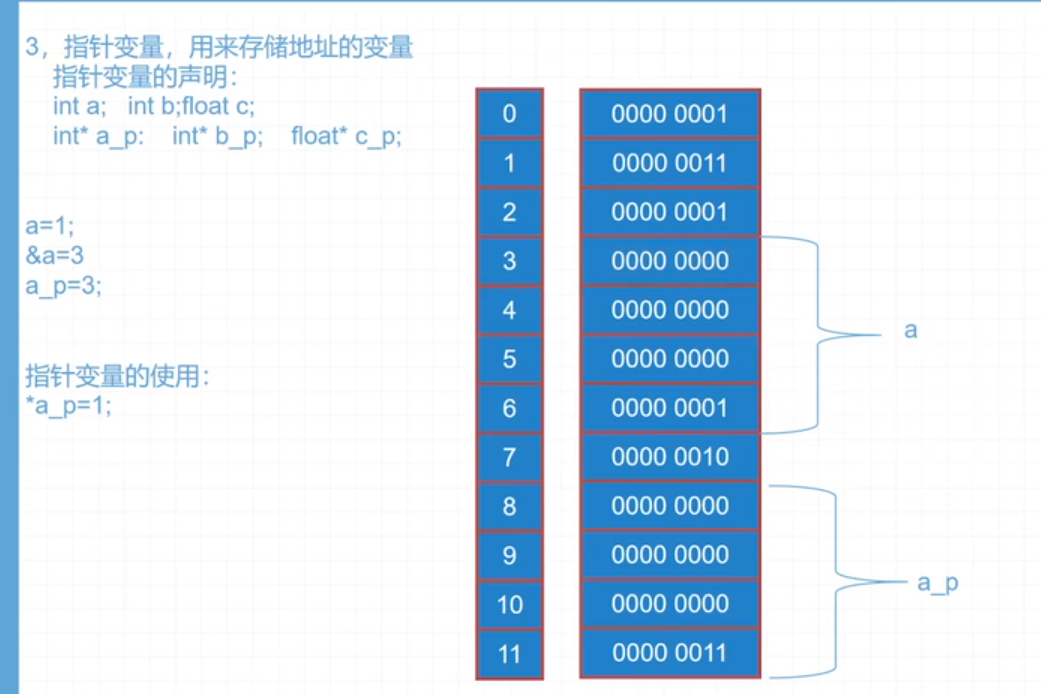 3，指针变量，用来存储地址的变量
指针变量的声明：
int a;   int b;float c;
int* a_p:    int* b_p;    float* c_p;
a=1;
&a=3
a_p=3;
指针变量的使用：
*a_p=1;
0 0000 0001
1 0000 0011
2 0000 0001
3 0000 0000
4 0000 0000
a
5 0000 0000
6 0000 0001
7 0000 0010
8 0000 0000
9 0000 0000
a_p
10 0000 0000
11 0000 0011